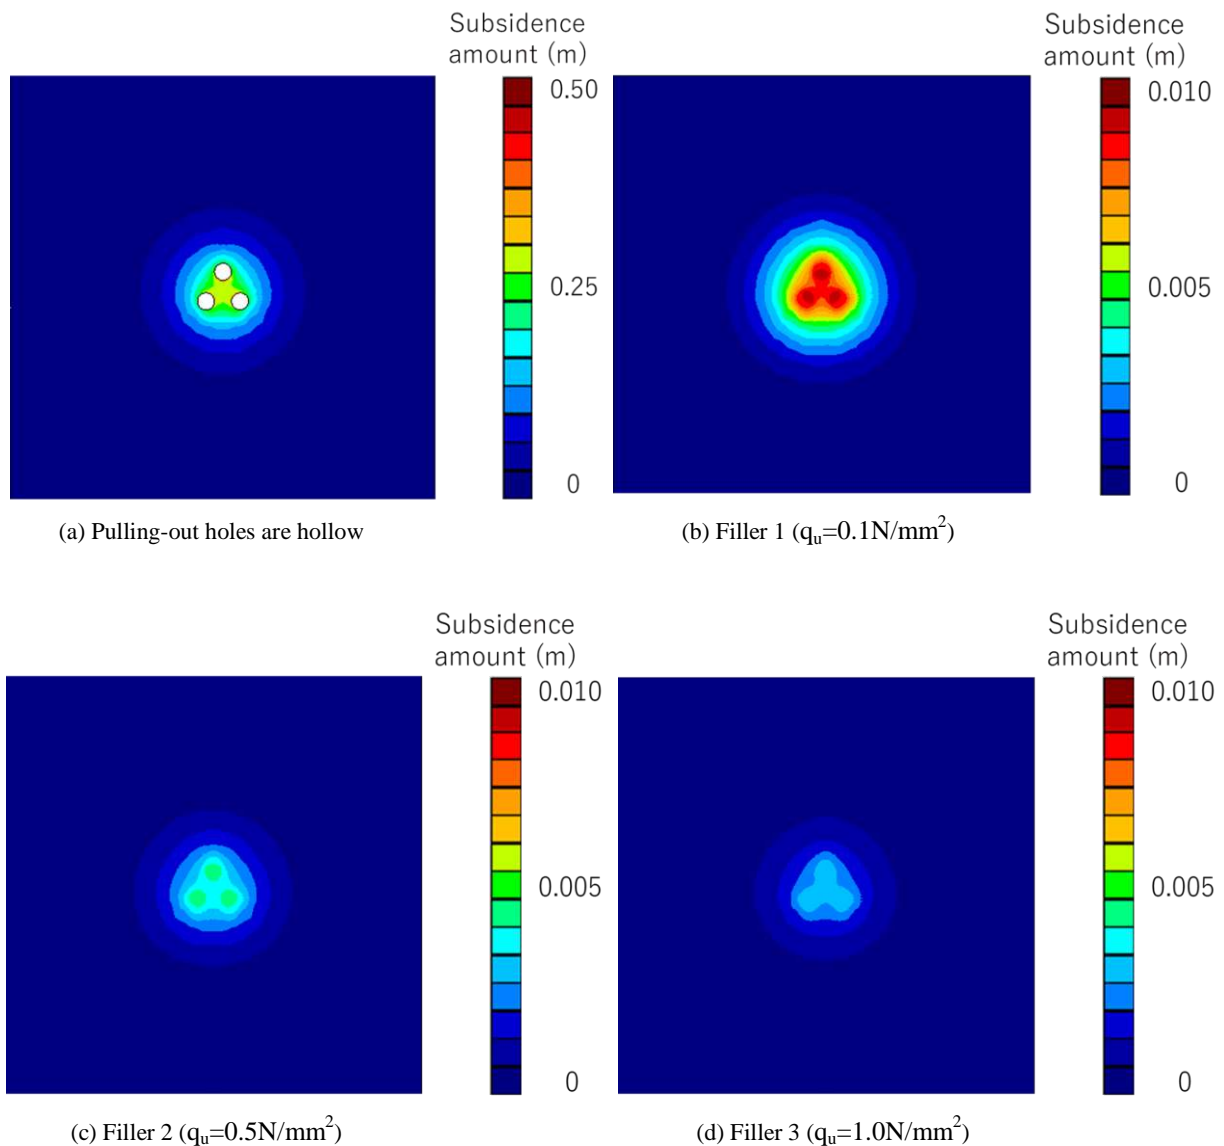 Subsidence
amount (m)
0.50
0.25
0
(a) Pulling-out holes are hollow
Subsidence
amount (m)
0.010
0.005
0
(b) Filler 1 (qu=0.1N/mm2)
Subsidence
amount (m)
0.010
0.005
0
(c) Filler 2 (qu=0.5N/mm2)
Subsidence
amount (m)
0.010
0.005
0
(d) Filler 3 (qu=1.0N/mm2)